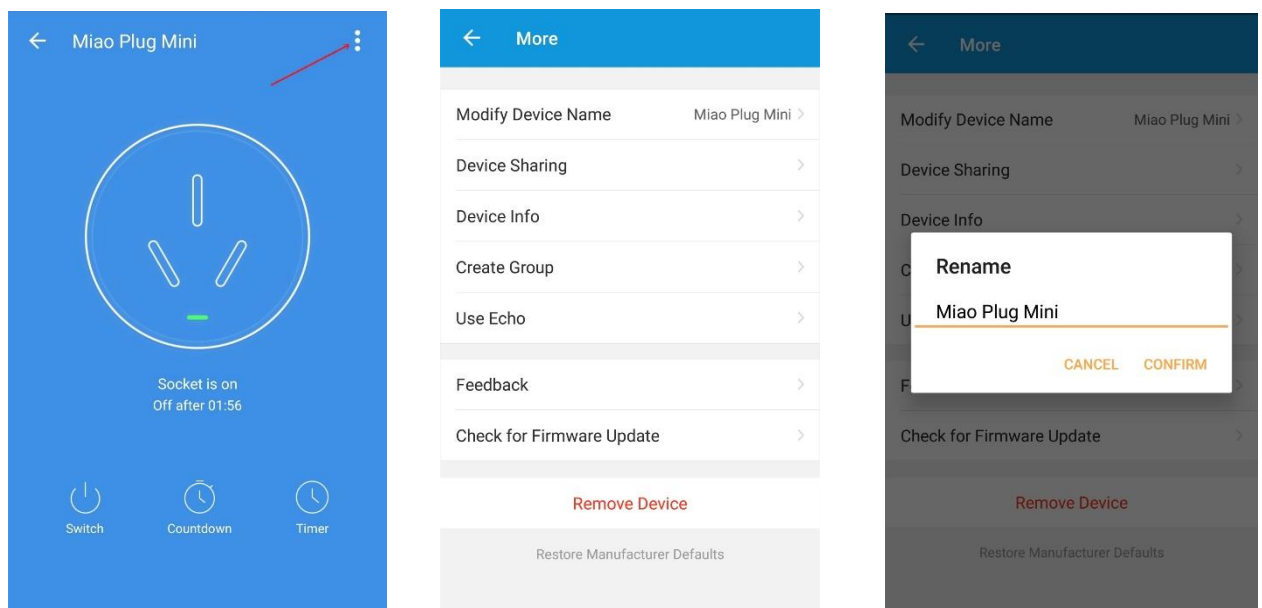 Miao Plug Mini
Socket is on
Off after 01:56
Switch Countdown Timer
More
Modify Device Name Miao Plug Mini
Device Sharing
Device Info
Create Group
Use Echo
Feedback
Check for Firmware Update
Remove Device
Restore Manufacturer Defaults
More
Modify Device Name Miao Plug Mini
Device Sharing
Device Info
C
Rename
U
Miao Plug Mini
CANCEL CONFIRM
F
Check for Firmware Update
Remove Device
Restore Manufacturer Defaults